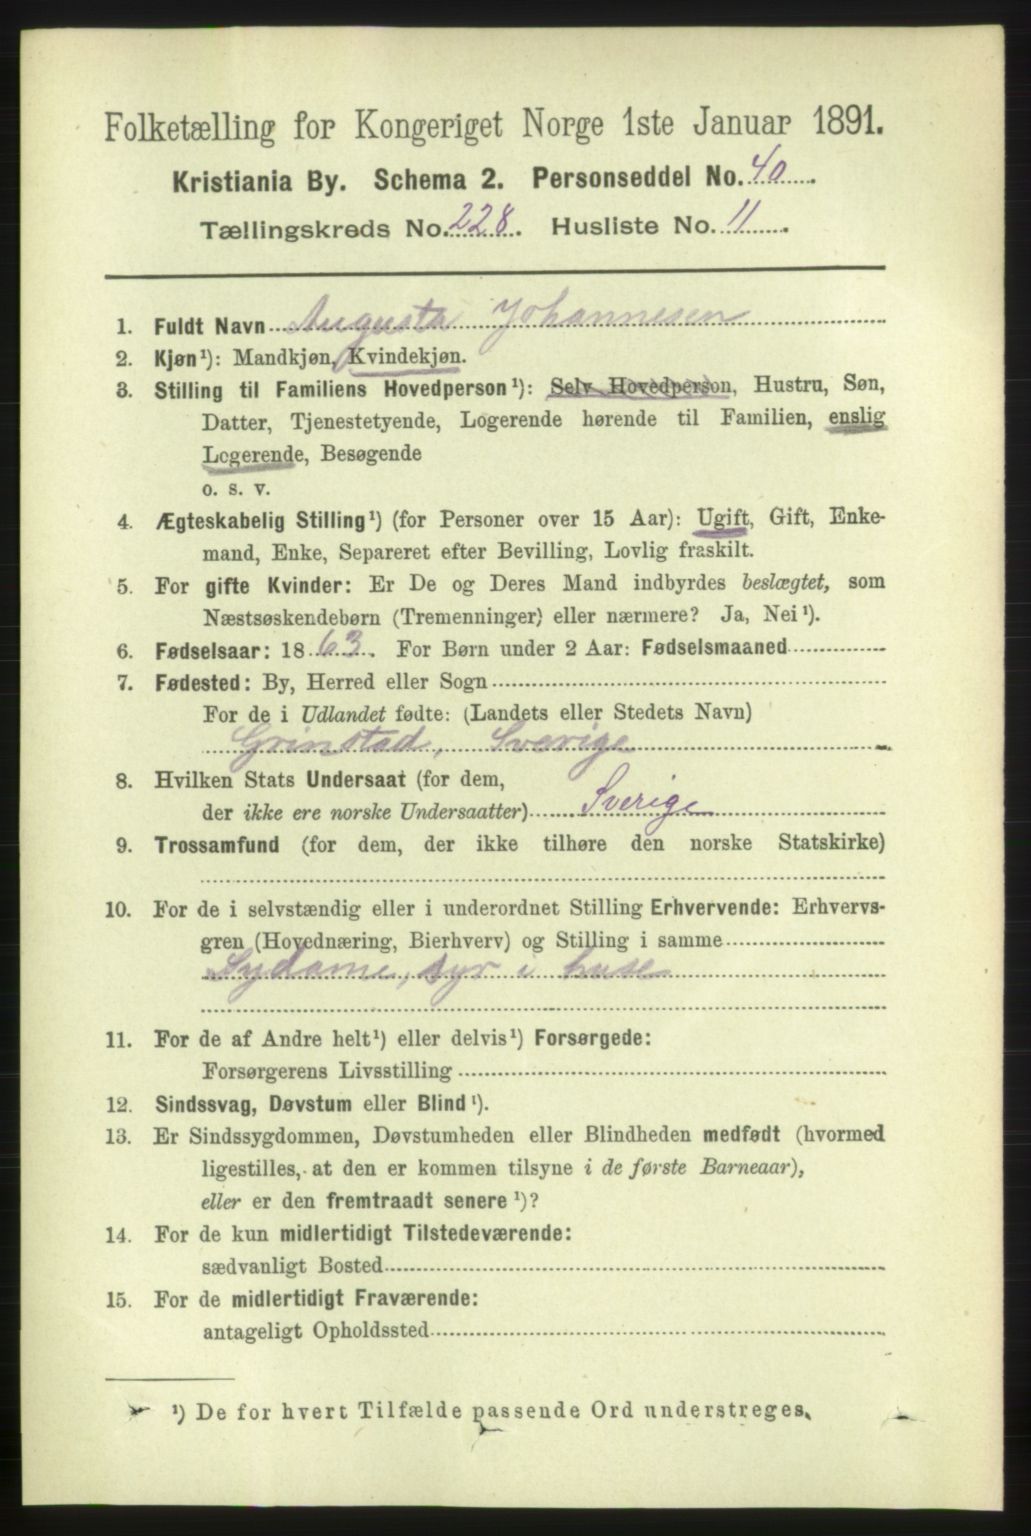 Folketælling for Kongeriget Norge 1ste Januar 1891.
Kristiania By. Schema 2. Personseddel No. 40.
Tællingskreds No. 228. Husliste No. 11.
1. Fuldt Navn Augusta Johannesen
2. Kjøn¹): Mandkjøn, Kvindekjøn.
3. Stilling til Familiens Hovedperson¹): Selv Hovedperson, Hustru, Søn,
Datter, Tjenestetyende, Logerende hørende til Familien, enslig
Logerende, Besøgende
o. s. v.
4. Ægteskabelig Stilling¹) (for Personer over 15 Aar): Ugift, Gift, Enke-
mand, Enke, Separeret efter Bevilling, Lovlig fraskilt.
5. For gifte Kvinder: Er De og Deres Mand indbyrdes beslægtet, som
Næstsøskendebørn (Tremenninger) eller nærmere? Ja, Nei¹).
6. Fødselsaar: 1863. For Børn under 2 Aar: Fødselsmaaned
7. Fødested: By, Herred eller Sogn
For de i Udlandet fødte: (Landets eller Stedets Navn)
Grinstad, Sverige
8. Hvilken Stats Undersaat (for dem,
der ikke ere norske Undersaatter) Sverige
9. Trossamfund (for dem, der ikke tilhøre den norske Statskirke)
10. For de i selvstændig eller i underordnet Stilling Erhvervende: Erhvervs-
gren (Hovednæring, Bierhverv) og Stilling i samme
Sydame, syr i huse
11. For de af Andre helt¹) eller delvis¹) Forsørgede:
Forsørgerens Livsstilling
12. Sindssvag, Døvstum eller Blind¹).
13. Er Sindssygdommen, Døvstumheden eller Blindheden medfødt (hvormed
ligestilles, at den er kommen tilsyne i de første Barneaar),
eller er den fremtraadt senere¹)?
14. For de kun midlertidigt Tilstedeværende:
sædvanligt Bosted
15. For de midlertidigt Fraværende:
antageligt Opholdssted
¹) De for hvert Tilfælde passende Ord understreges.